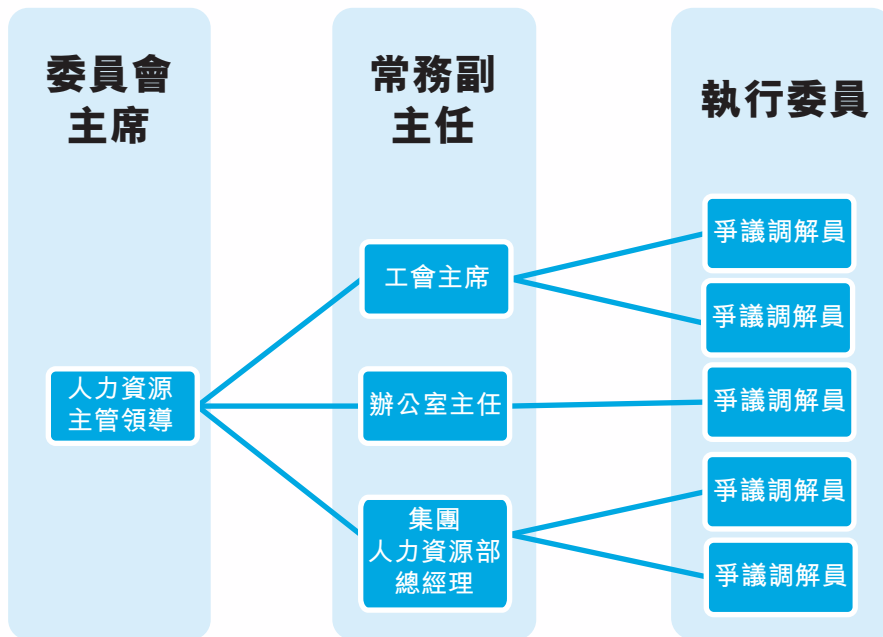 委員會
主席
常務副
主任
執行委員
人力資源
主管領導
工會主席
辦公室主任
集團
人力資源部
總經理
爭議調解員
爭議調解員
爭議調解員
爭議調解員
爭議調解員